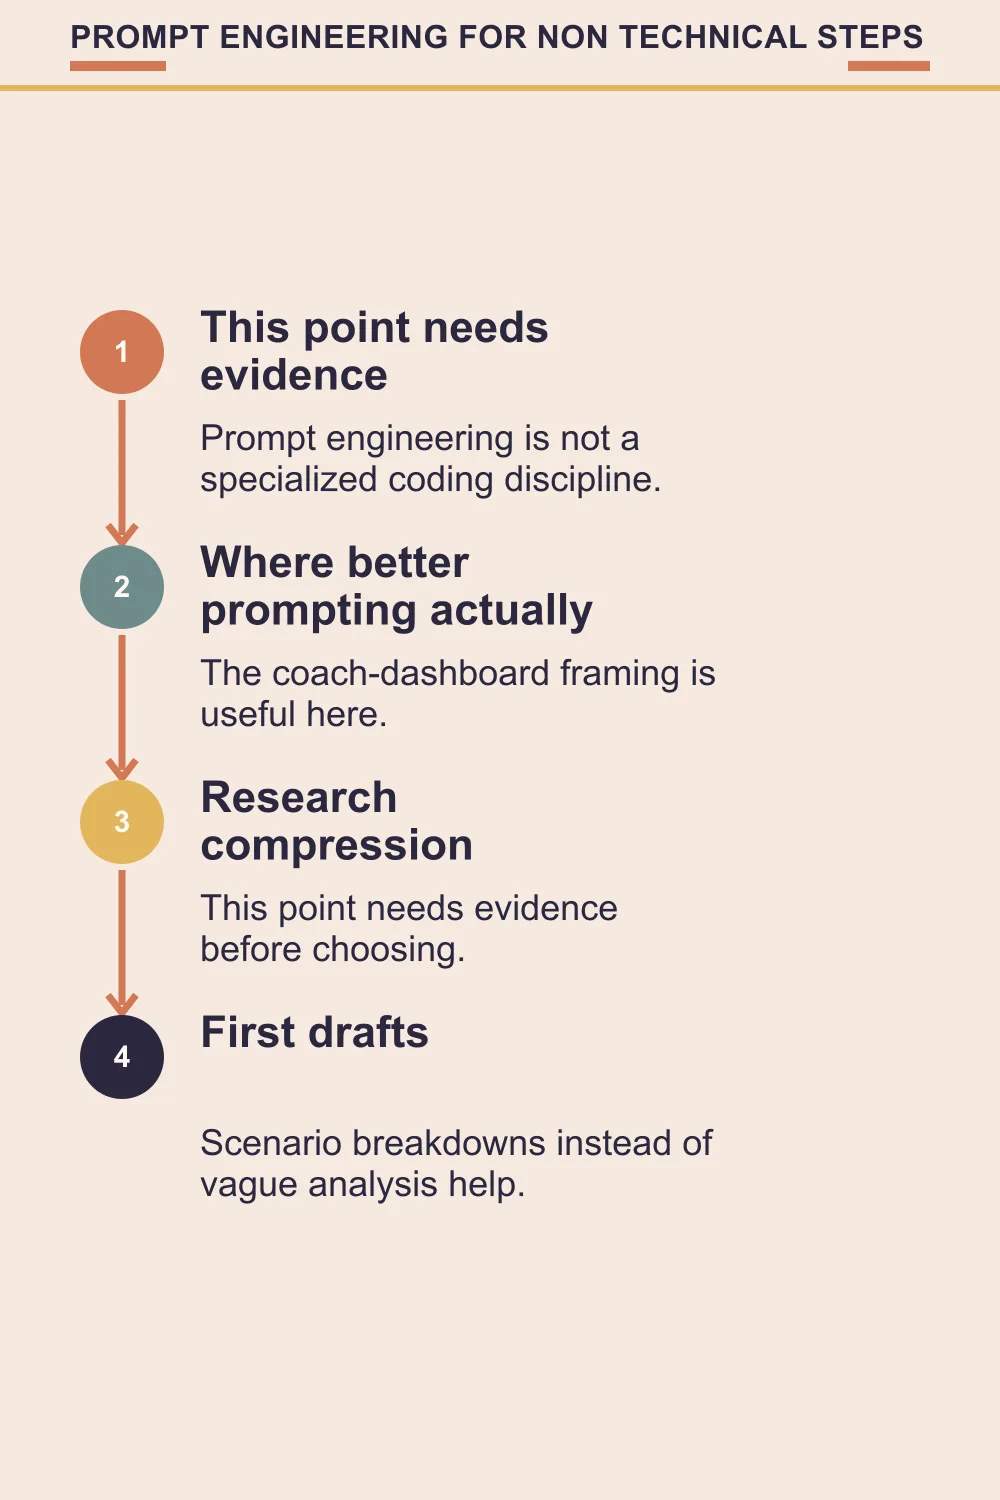 PROMPT ENGINEERING FOR NON TECHNICAL STEPS
1
This point needs
evidence
Prompt engineering is not a
specialized coding discipline.
2
Where better
prompting actually
The coach-dashboard framing is
useful here.
3
Research
compression
This point needs evidence
before choosing.
4
First drafts
Scenario breakdowns instead of
vague analysis help.